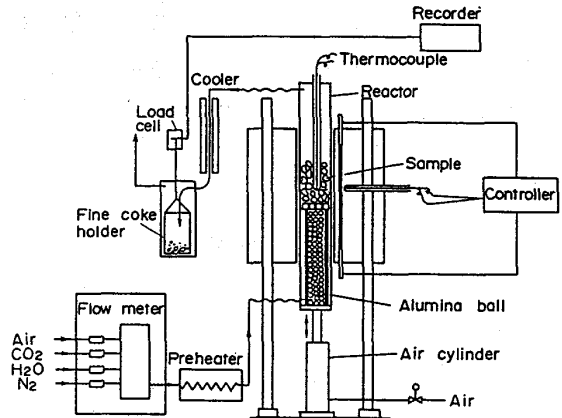 Recorder
Thermocouple
Cooler
Reactor
Load
cell
Sample
Controller
Fine coke
holder
Alumina ball
Flow meter
Air
CO2
H2O
N2
Preheater
Air cylinder
Air